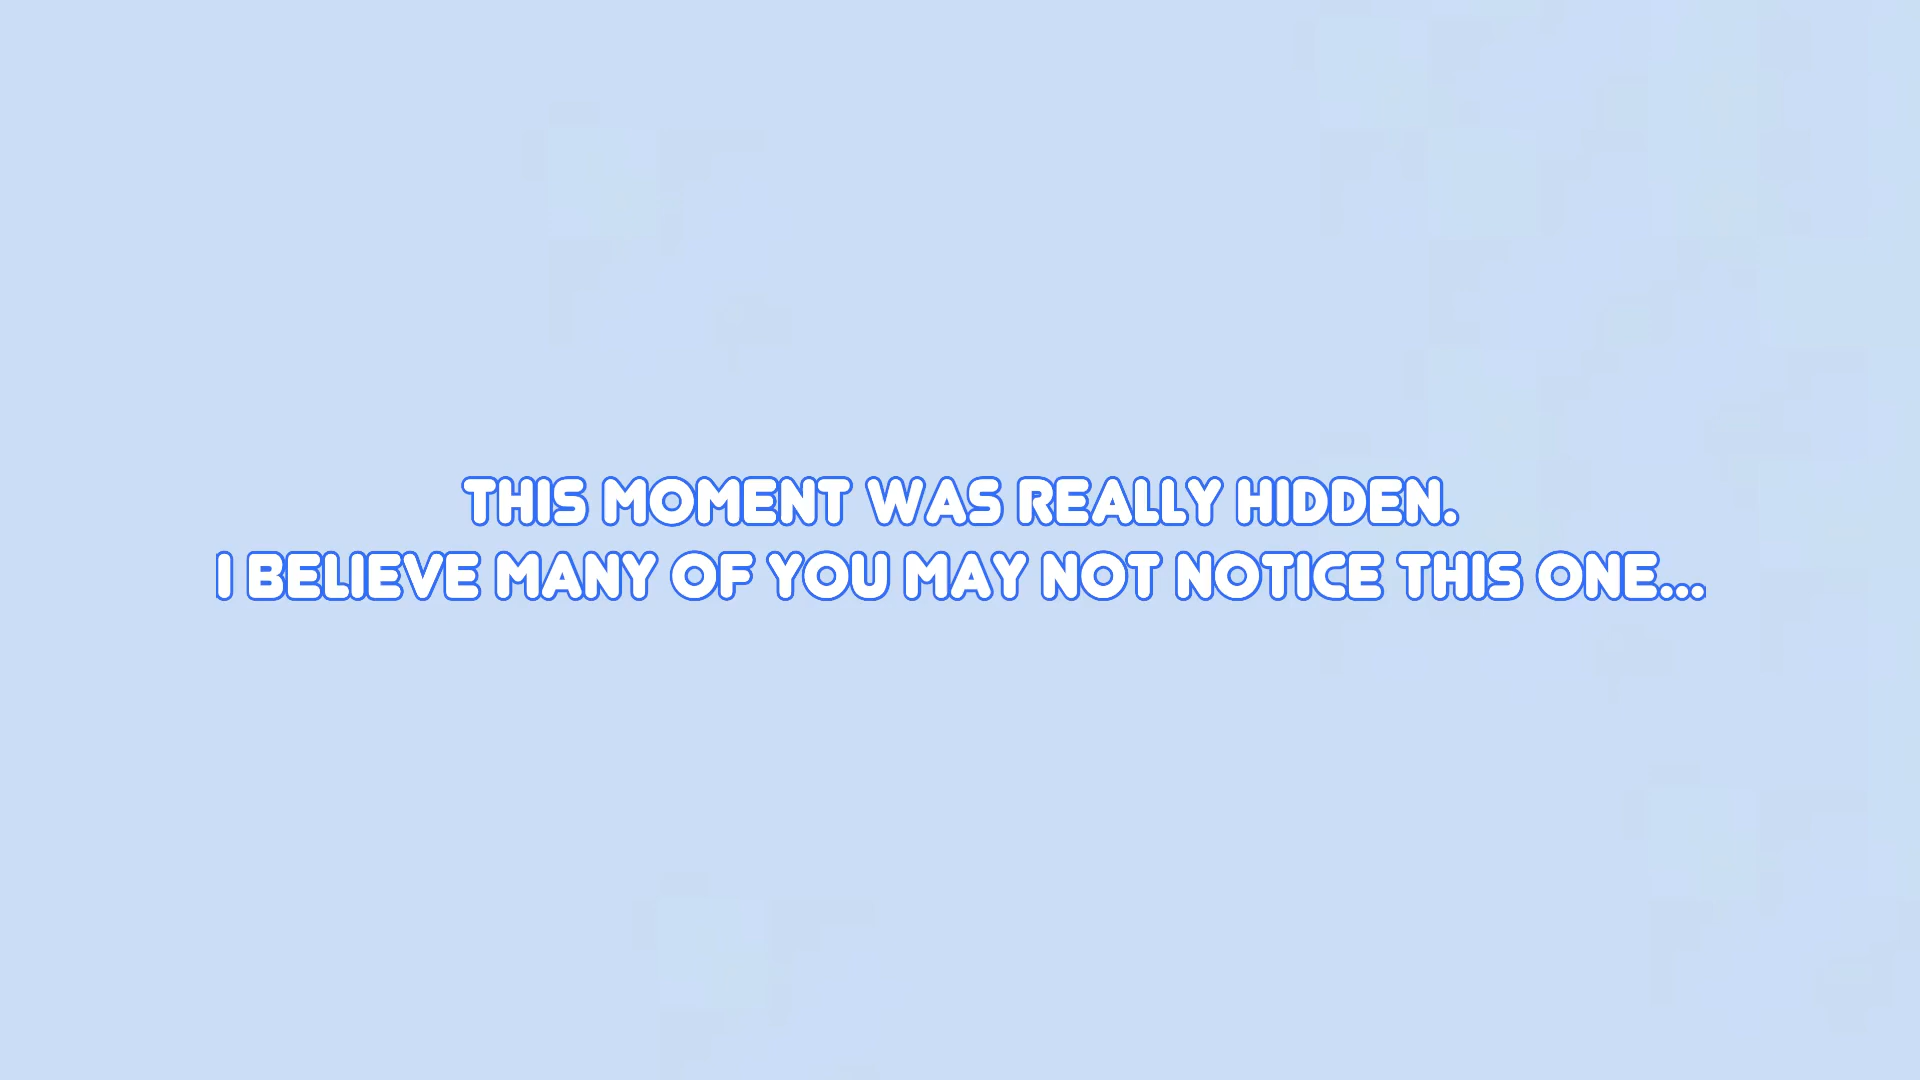 THIS MOMENT WAS REALLY HIDDEN.
I BELIEVE MANY OF YOU MAY NOT NOTICE THIS ONE...